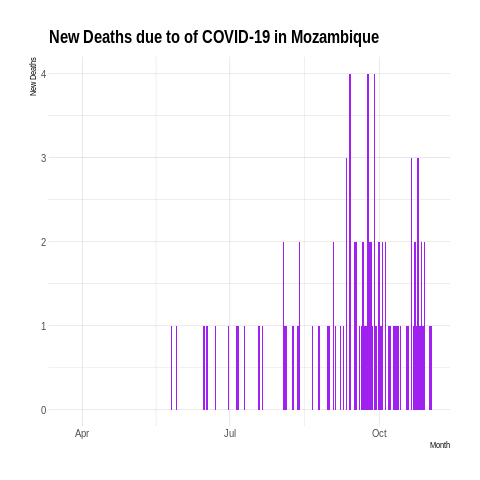 New Deaths due to of COVID-19 in Mozambique
New Deaths
4
3
2
1
0
Apr Jul Oct
Month